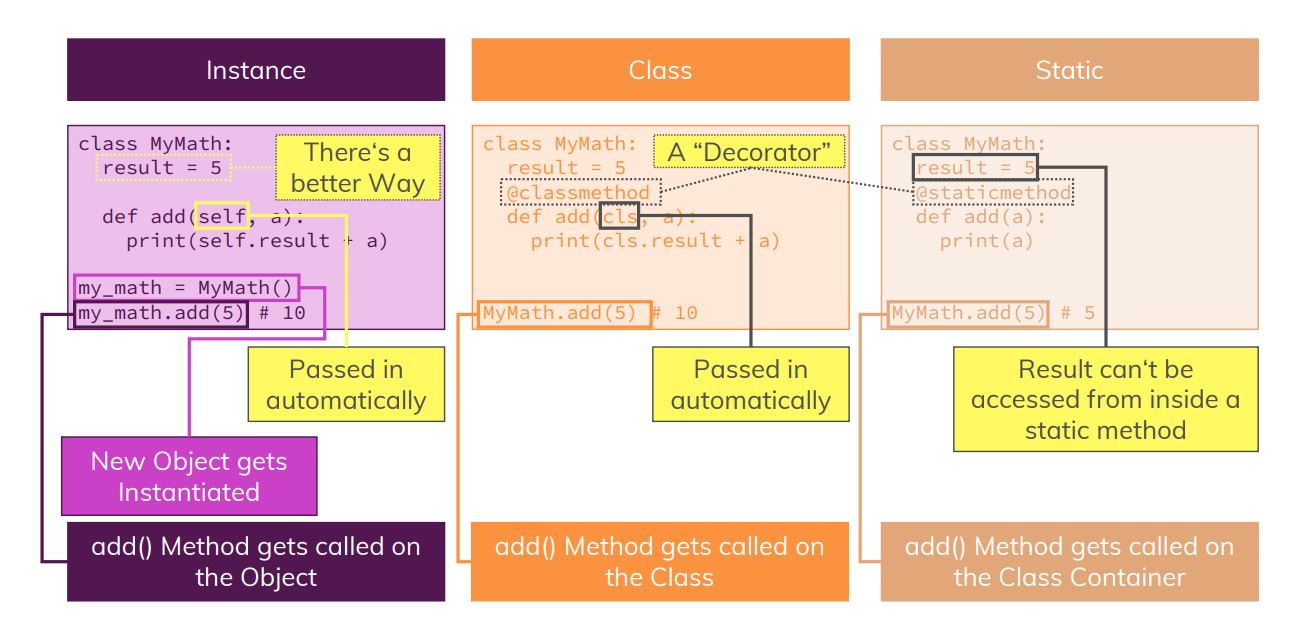 Instance
class MyMath:
result = 5
There‘s a
better Way
def add(self, a):
print(self.result + a)
my_math = MyMath()
my_math.add(5) # 10
Passed in
automatically
New Object gets
Instantiated
add() Method gets called on
the Object
Class
class MyMath:
result = 5
A “Decorator”
@classmethod
def add(cls, a):
print(cls.result + a)
MyMath.add(5) # 10
Passed in
automatically
add() Method gets called on
the Class
Static
class MyMath:
result = 5
@staticmethod
def add(a):
print(a)
MyMath.add(5) # 5
Result can‘t be
accessed from inside a
static method
add() Method gets called on
the Class Container